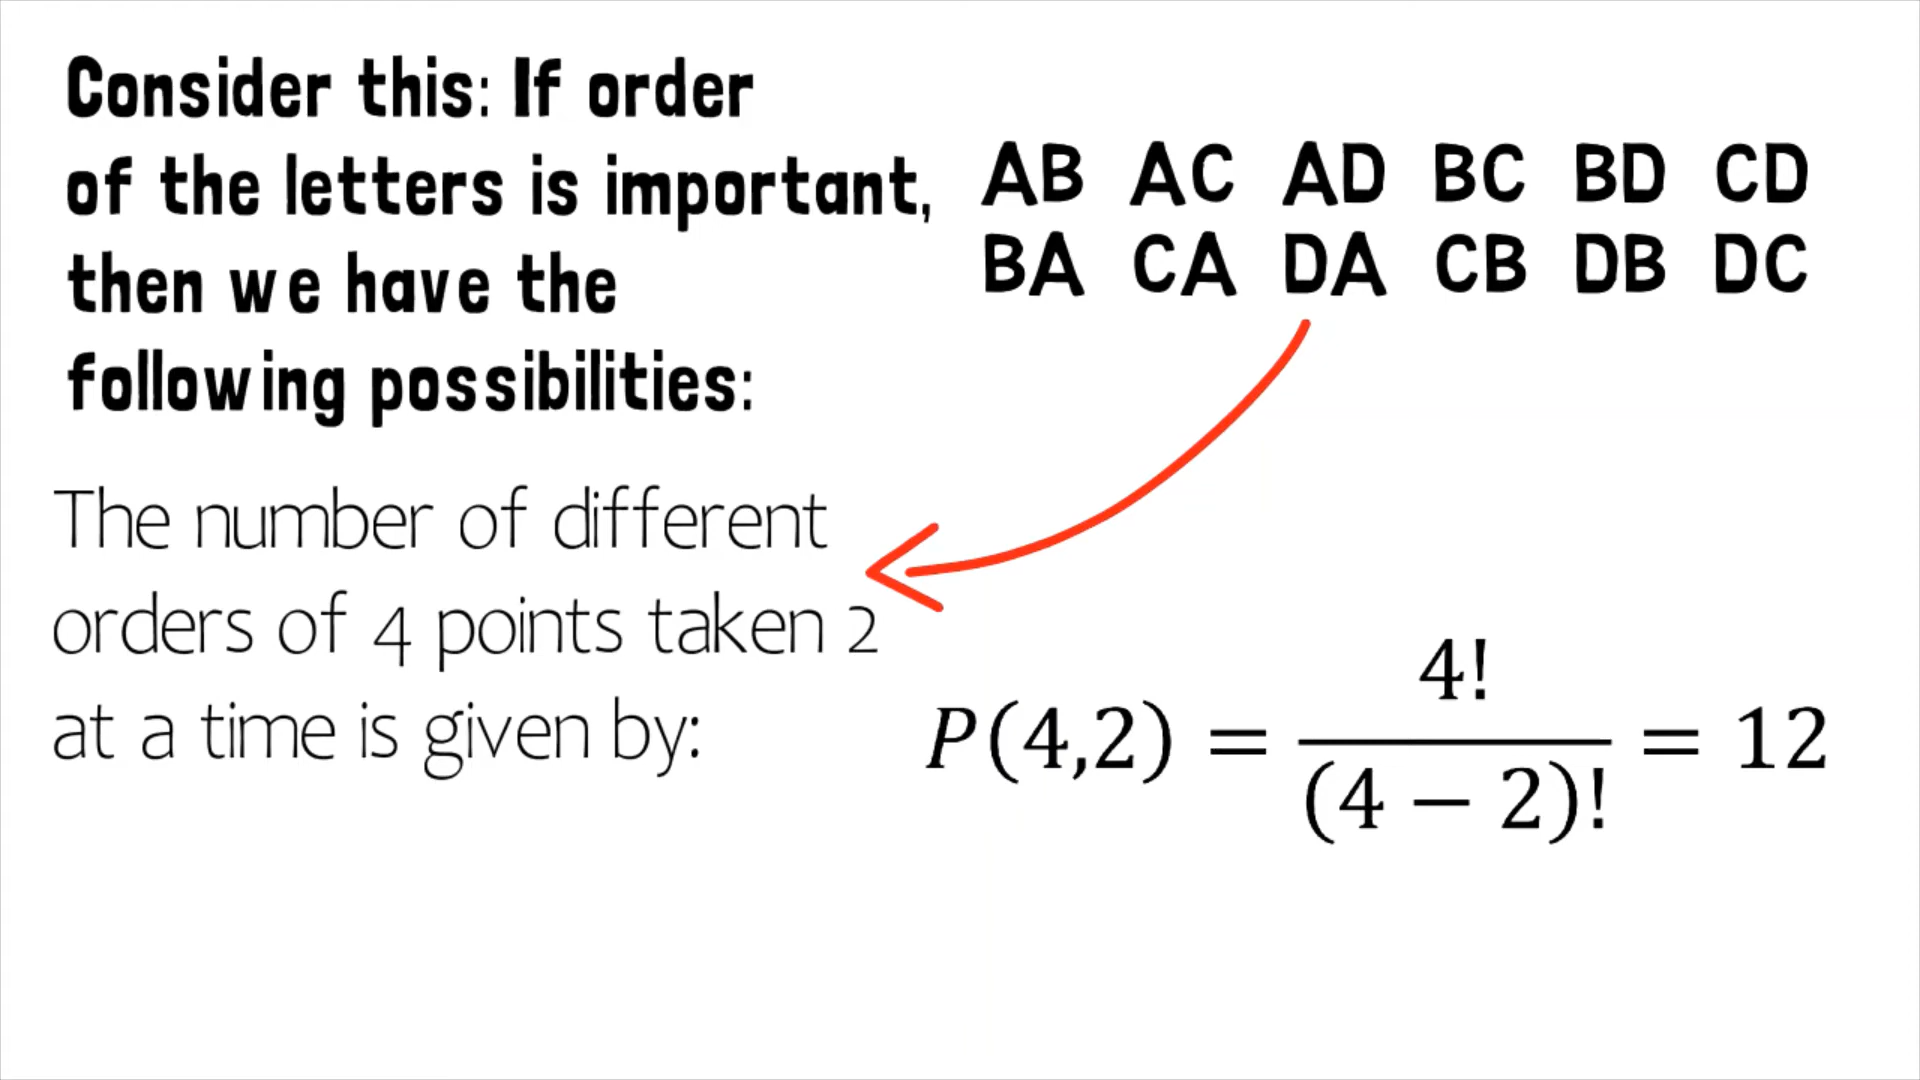 Consider this: If order
of the letters is important,
then we have the
following possibilities:
AB AC AD BC BD CD
BA CA DA CB DB DC
The number of different
orders of 4 points taken 2
at a time is given by:
P(4,2) = 4! / (4 − 2)! = 12